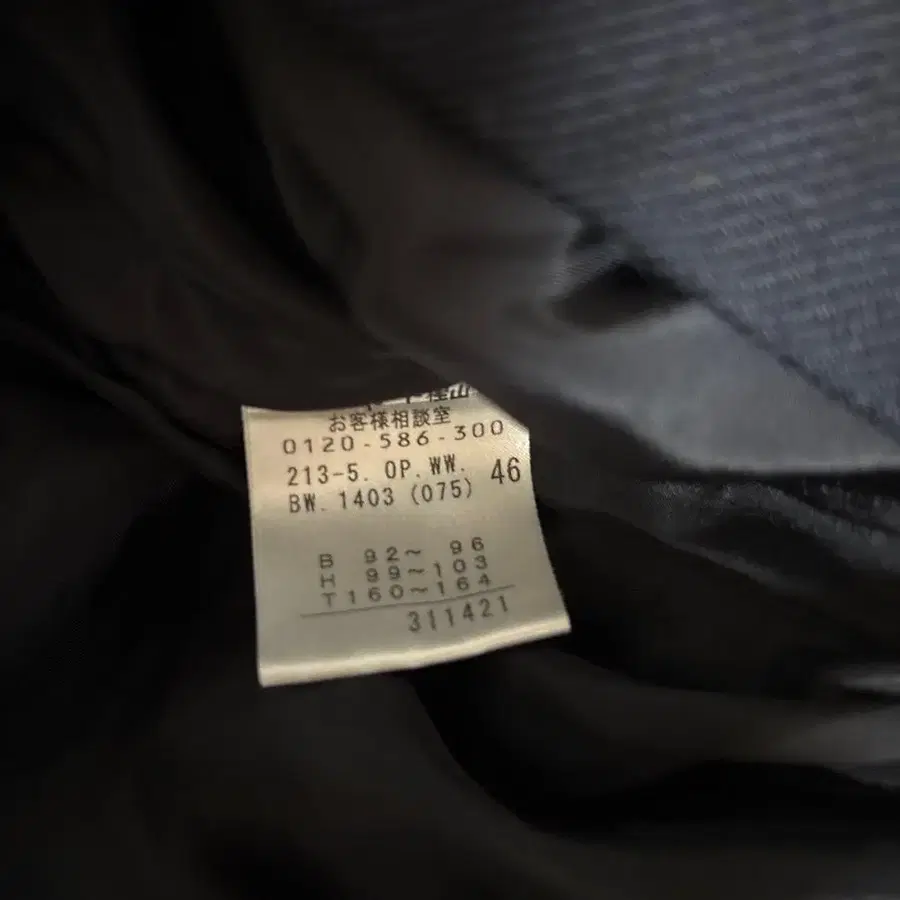 お客様相談室
0120-586-300
213-5. OP. WW. 46
BW. 1403 (075)
B 92～ 96
H 99～103
T160～164
311421